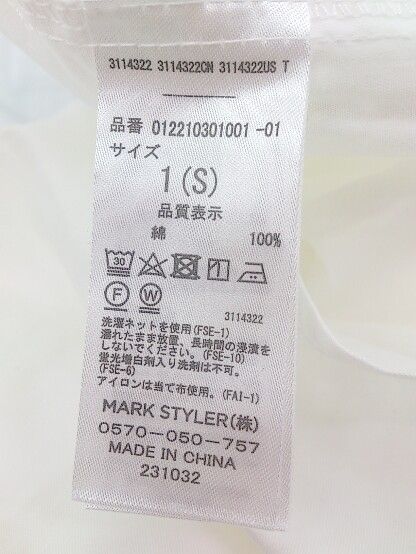 3114322 3114322CN 3114322US T
品番 012210301001 -01
サイズ
1(S)
品質表示
綿 100%
30
F W
3114322
洗濯ネットを使用(FSE-1)
濡れたまま放置、長時間の浸漬を
しないでください。(FSE-10)
蛍光増白剤入り洗剤は不可。
(FSE-6)
アイロンは当て布使用。(FAI-1)
MARK STYLER(株)
0570-050-757
MADE IN CHINA
231032